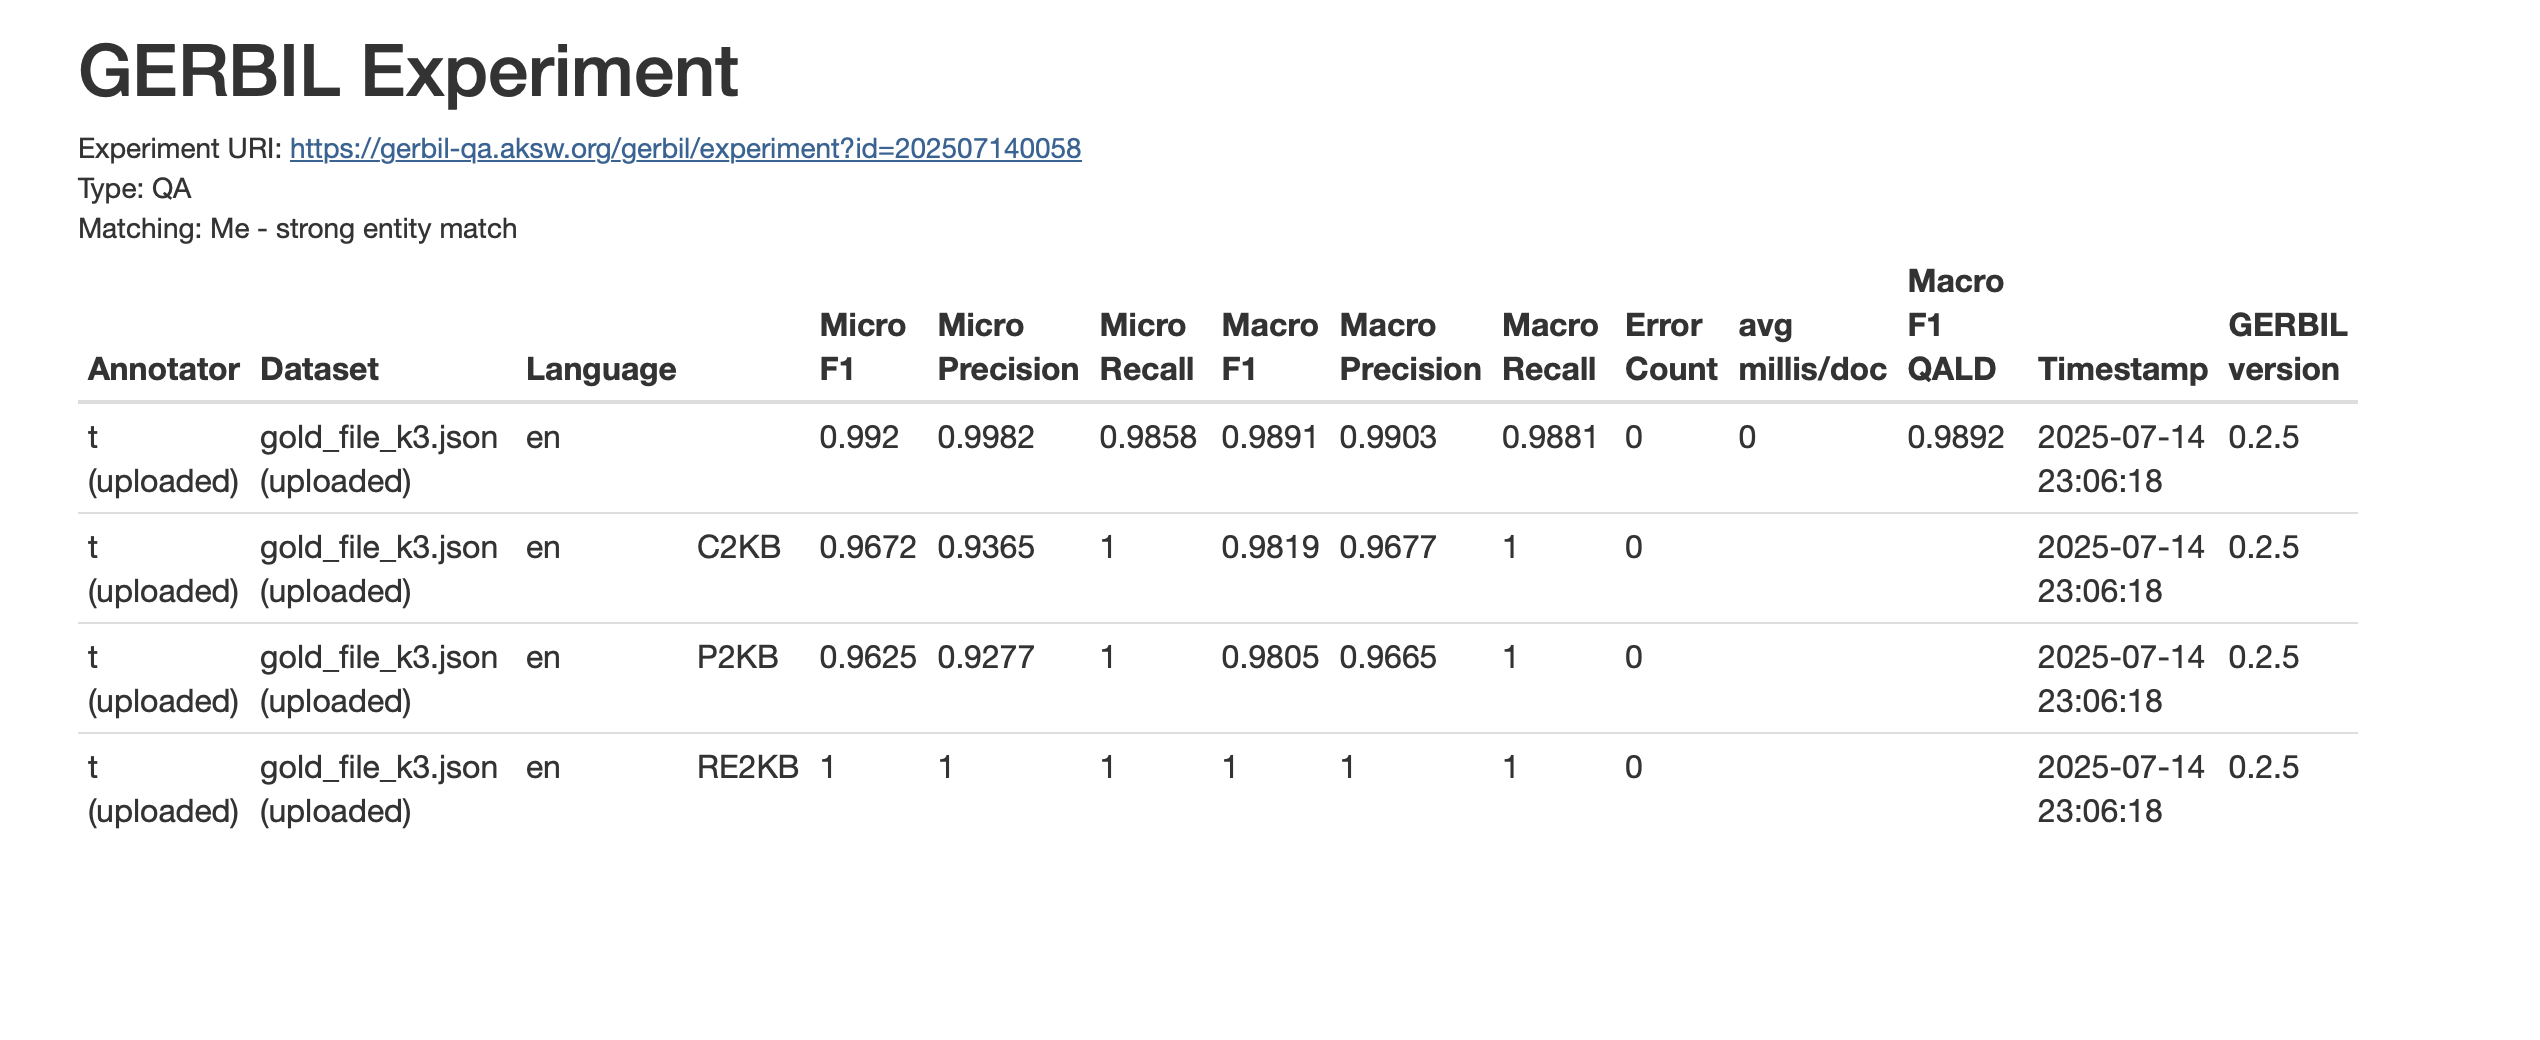 GERBIL Experiment
Experiment URI: https://gerbil-qa.aksw.org/gerbil/experiment?id=202507140058
Type: QA
Matching: Me - strong entity match
Annotator Dataset Language Micro F1 Micro Precision Micro Recall Macro F1 Macro Precision Macro Recall Error Count avg millis/doc Macro F1 QALD Timestamp GERBIL version
t (uploaded) gold_file_k3.json (uploaded) en 0.992 0.9982 0.9858 0.9891 0.9903 0.9881 0 0 0.9892 2025-07-14 23:06:18 0.2.5
t (uploaded) gold_file_k3.json (uploaded) en C2KB 0.9672 0.9365 1 0.9819 0.9677 1 0 2025-07-14 23:06:18 0.2.5
t (uploaded) gold_file_k3.json (uploaded) en P2KB 0.9625 0.9277 1 0.9805 0.9665 1 0 2025-07-14 23:06:18 0.2.5
t (uploaded) gold_file_k3.json (uploaded) en RE2KB 1 1 1 1 1 1 0 2025-07-14 23:06:18 0.2.5